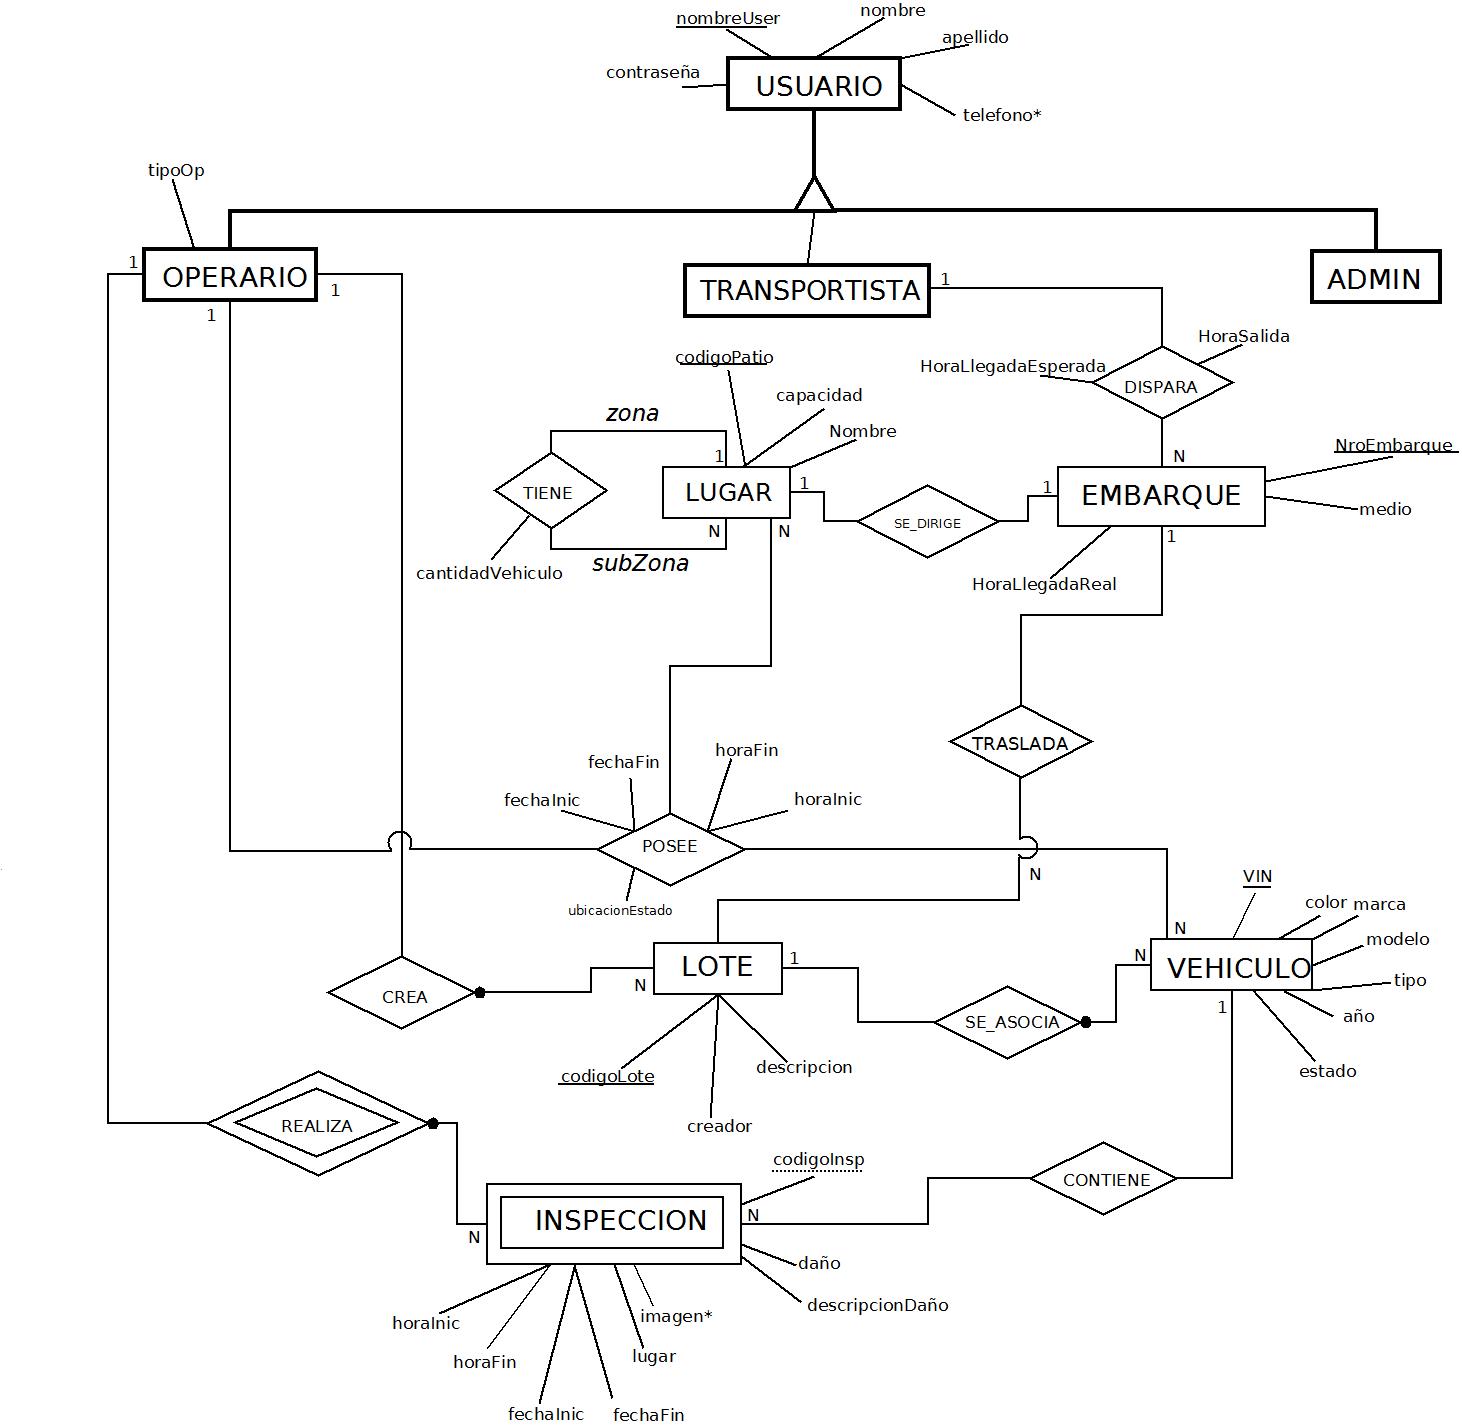 nombreUser
nombre
apellido
contraseña
USUARIO
telefono*
tipoOp
1
OPERARIO
1
1
TRANSPORTISTA
1
ADMIN
HoraSalida
HoraLlegadaEsperada
DISPARA
codigoPatio
capacidad
Nombre
zona
1
N
NroEmbarque
TIENE
LUGAR
1
SE_DIRIGE
1
EMBARQUE
medio
N
N
1
subZona
cantidadVehiculo
HoraLlegadaReal
TRASLADA
fechaFin
horaFin
fechaInic
horaInic
POSEE
N
VIN
ubicacionEstado
color
marca
N
modelo
LOTE
1
N
VEHICULO
tipo
CREA
N
1
SE_ASOCIA
año
codigoLote
descripcion
estado
creador
REALIZA
codigoInsp
CONTIENE
INSPECCION
N
N
daño
descripcionDaño
horaInic
imagen*
horaFin
lugar
fechaInic
fechaFin